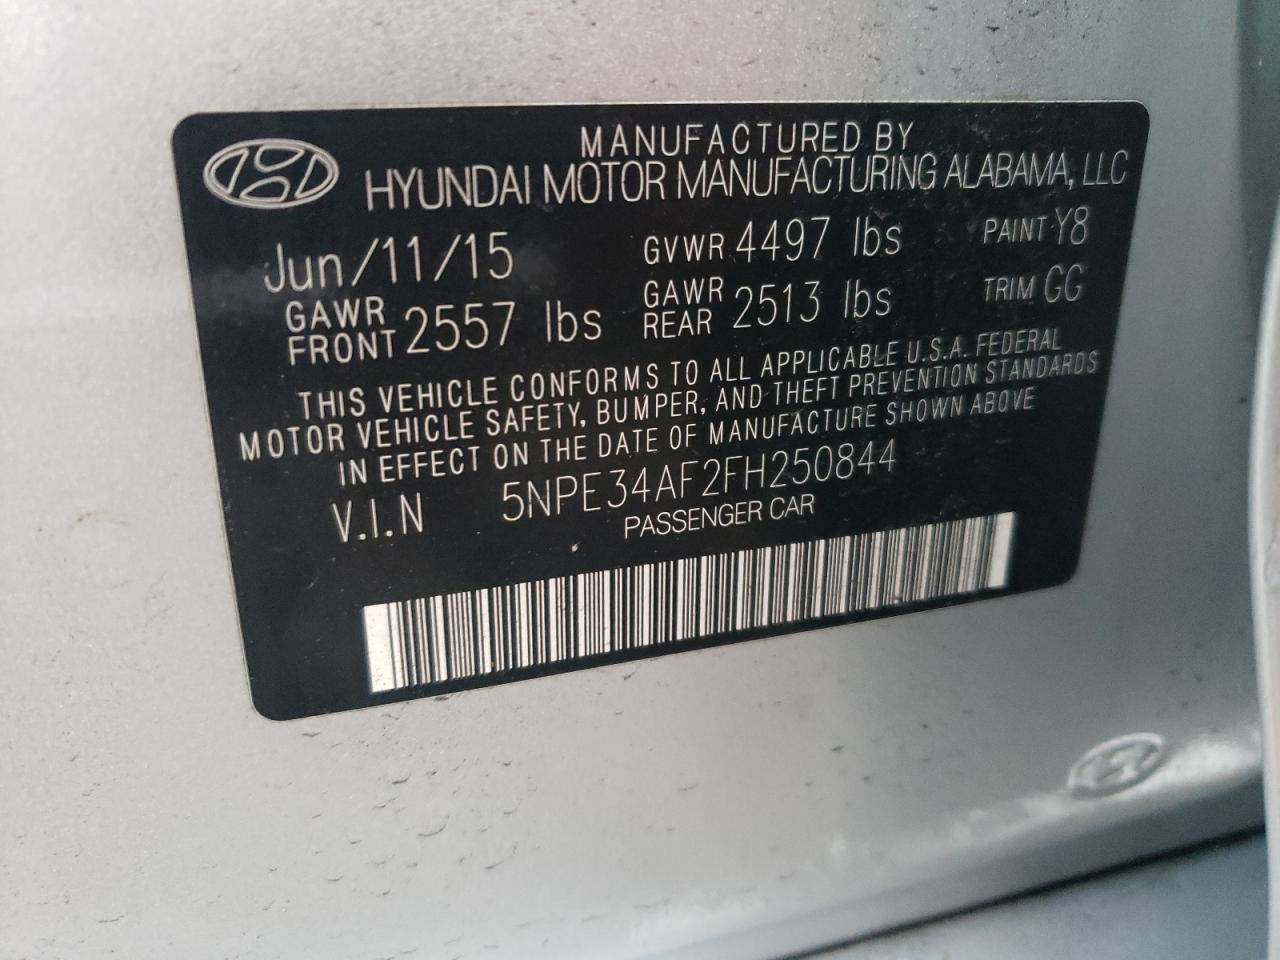 MANUFACTURED BY
HYUNDAI MOTOR MANUFACTURING ALABAMA, LLC
Jun/11/15 GVWR 4497 lbs PAINT Y8
GAWR FRONT 2557 lbs GAWR REAR 2513 lbs TRIM GG
THIS VEHICLE CONFORMS TO ALL APPLICABLE U.S.A. FEDERAL
MOTOR VEHICLE SAFETY, BUMPER, AND THEFT PREVENTION STANDARDS
IN EFFECT ON THE DATE OF MANUFACTURE SHOWN ABOVE
V.I.N 5NPE34AF2FH250844
PASSENGER CAR